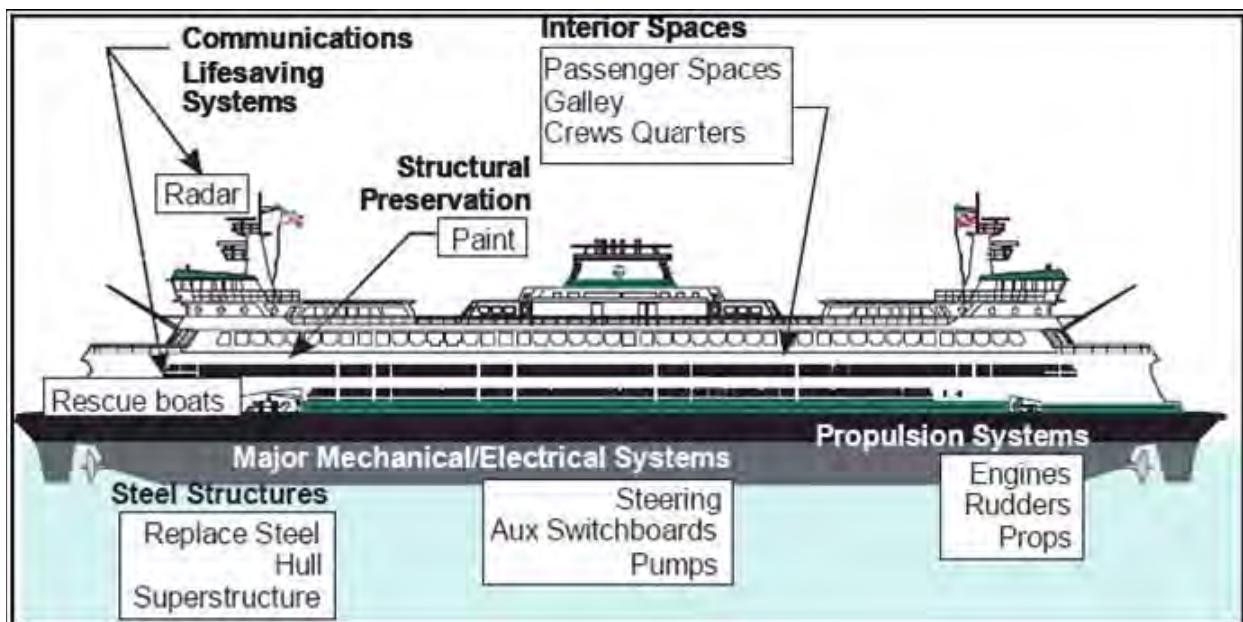 Communications
Lifesaving
Systems
Radar
Rescue boats
Structural
Preservation
Paint
Interior Spaces
Passenger Spaces
Galley
Crews Quarters
Propulsion Systems
Engines
Rudders
Props
Major Mechanical/Electrical Systems
Steering
Aux Switchboards
Pumps
Steel Structures
Replace Steel
Hull
Superstructure